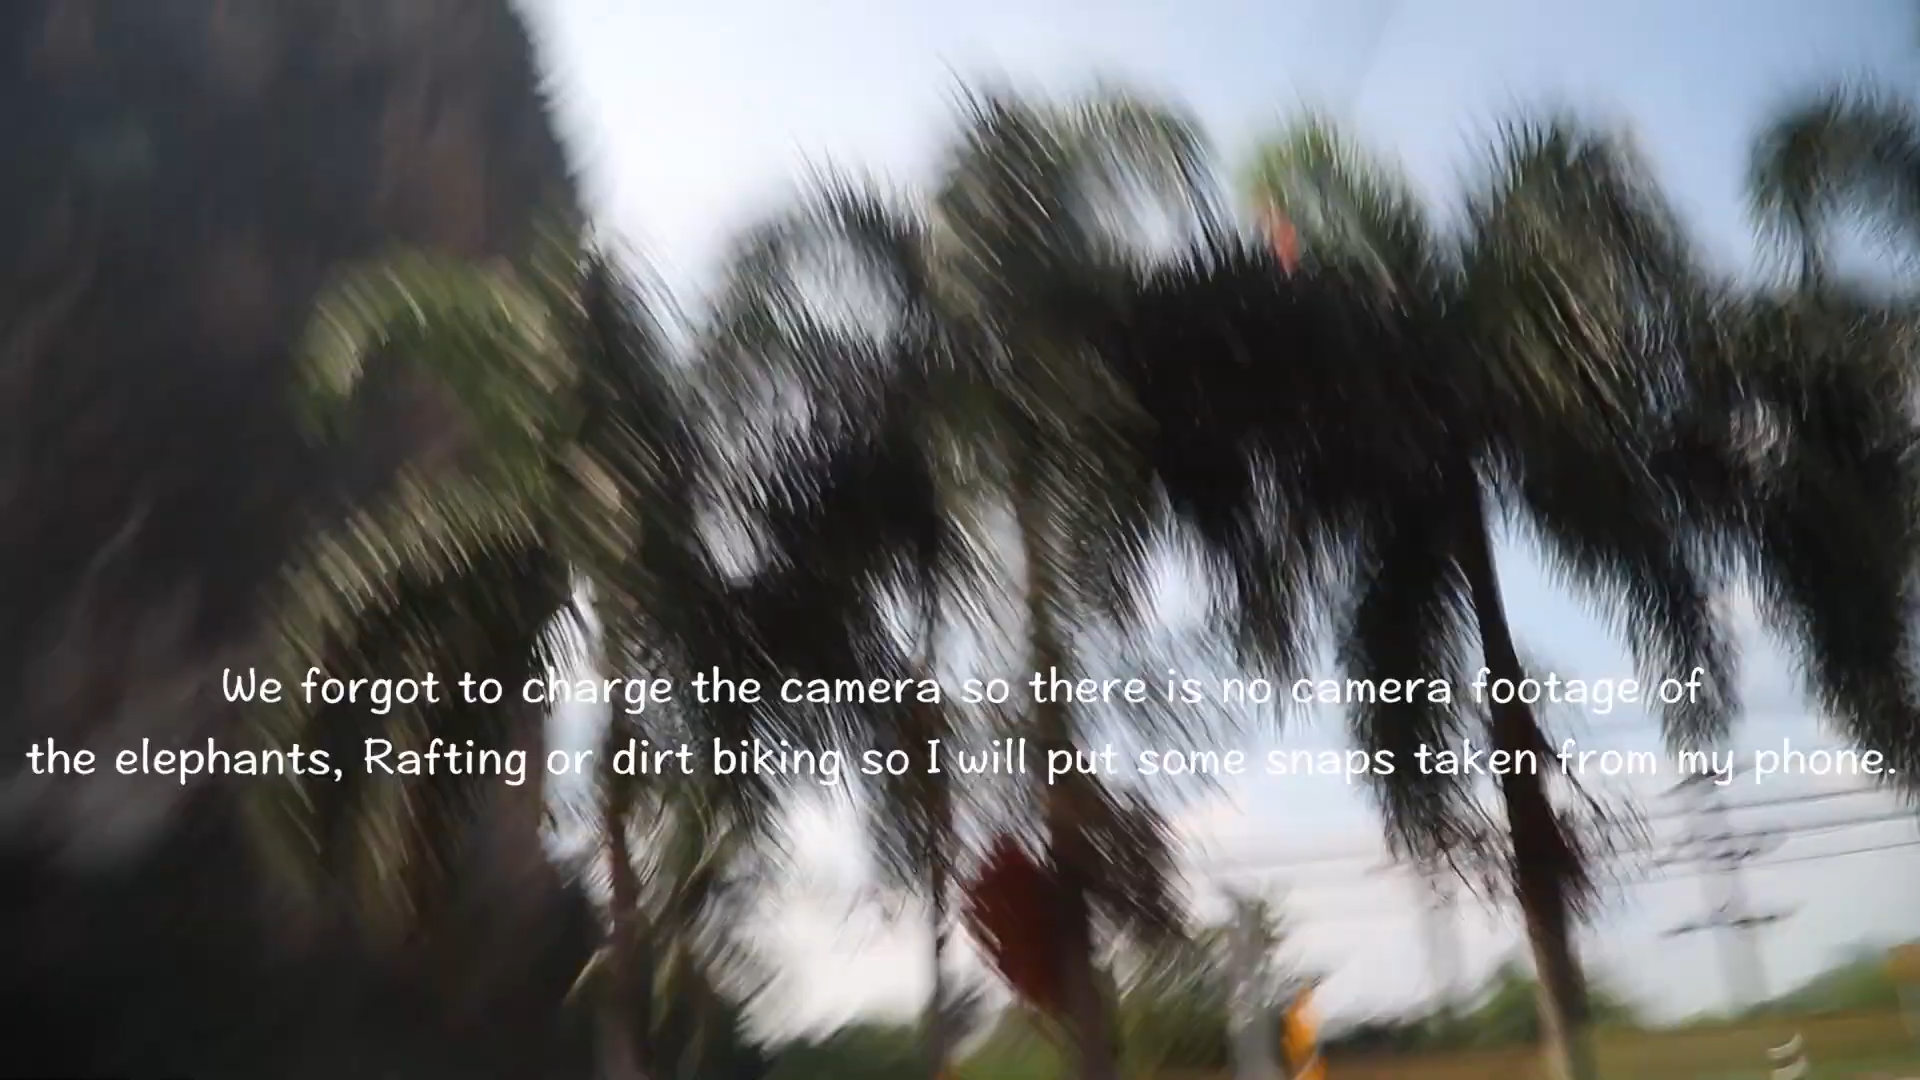 We forgot to charge the camera so there is no camera footage of
the elephants, Rafting or dirt biking so I will put some snaps taken from my phone.